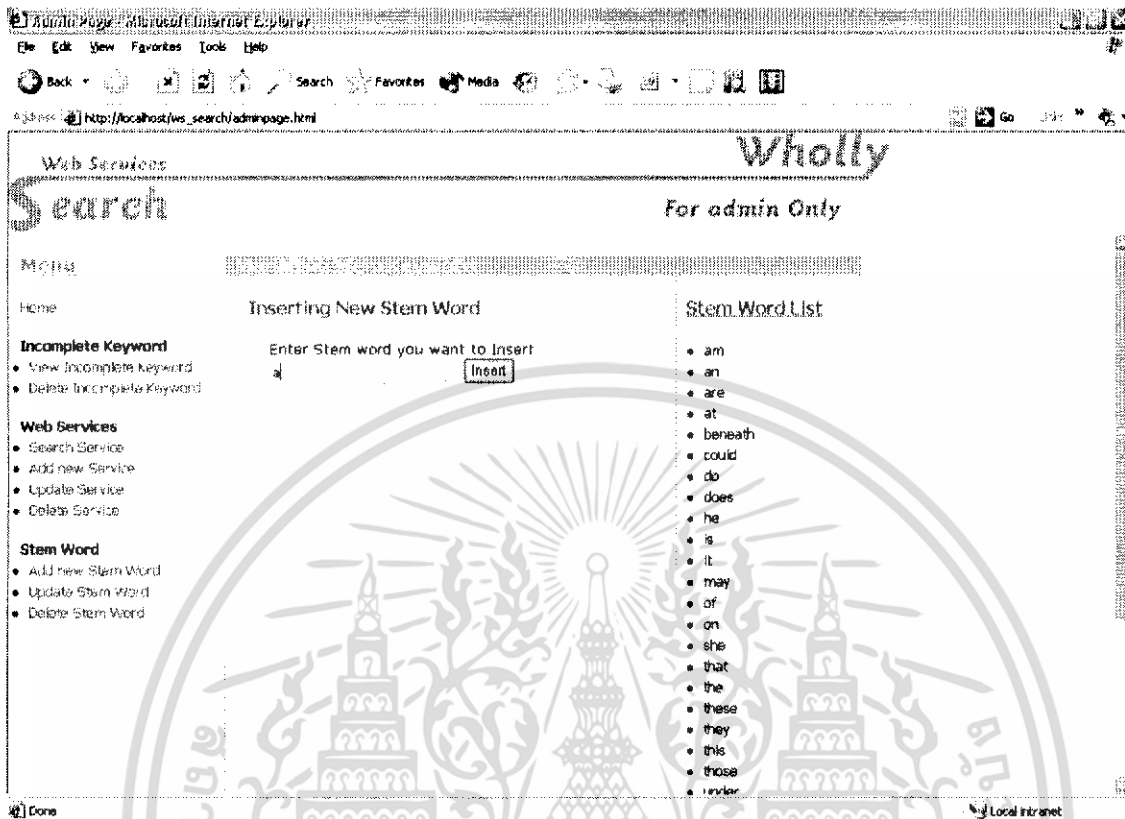 Admin Page - Microsoft Internet Explorer
File Edit View Favorites Tools Help
Back Search Favorites Media
Address http://localhost/ws_search/adminpage.html Go Links »
Web Services
Search
Wholly
For admin Only
Menu
Home
Incomplete Keyword
• View Incomplete Keyword
• Delete Incomplete Keyword
Web Services
• Search Service
• Add new Service
• Update Service
• Delete Service
Stem Word
• Add new Stem Word
• Update Stem Word
• Delete Stem Word
Inserting New Stem Word
Enter Stem word you want to Insert
a Insert
Stem Word List
• am
• an
• are
• at
• beneath
• could
• do
• does
• he
• is
• it
• may
• of
• on
• she
• that
• the
• these
• they
• this
• those
• under
Done Local intranet